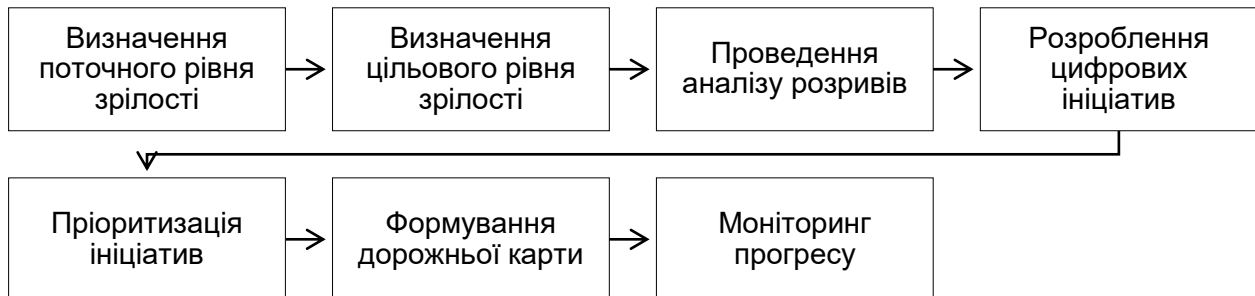 Визначення
поточного рівня
зрілості
Визначення
цільового рівня
зрілості
Проведення
аналізу розривів
Розроблення
цифрових
ініціатив
Пріоритизація
ініціатив
Формування
дорожньої карти
Моніторинг
прогресу